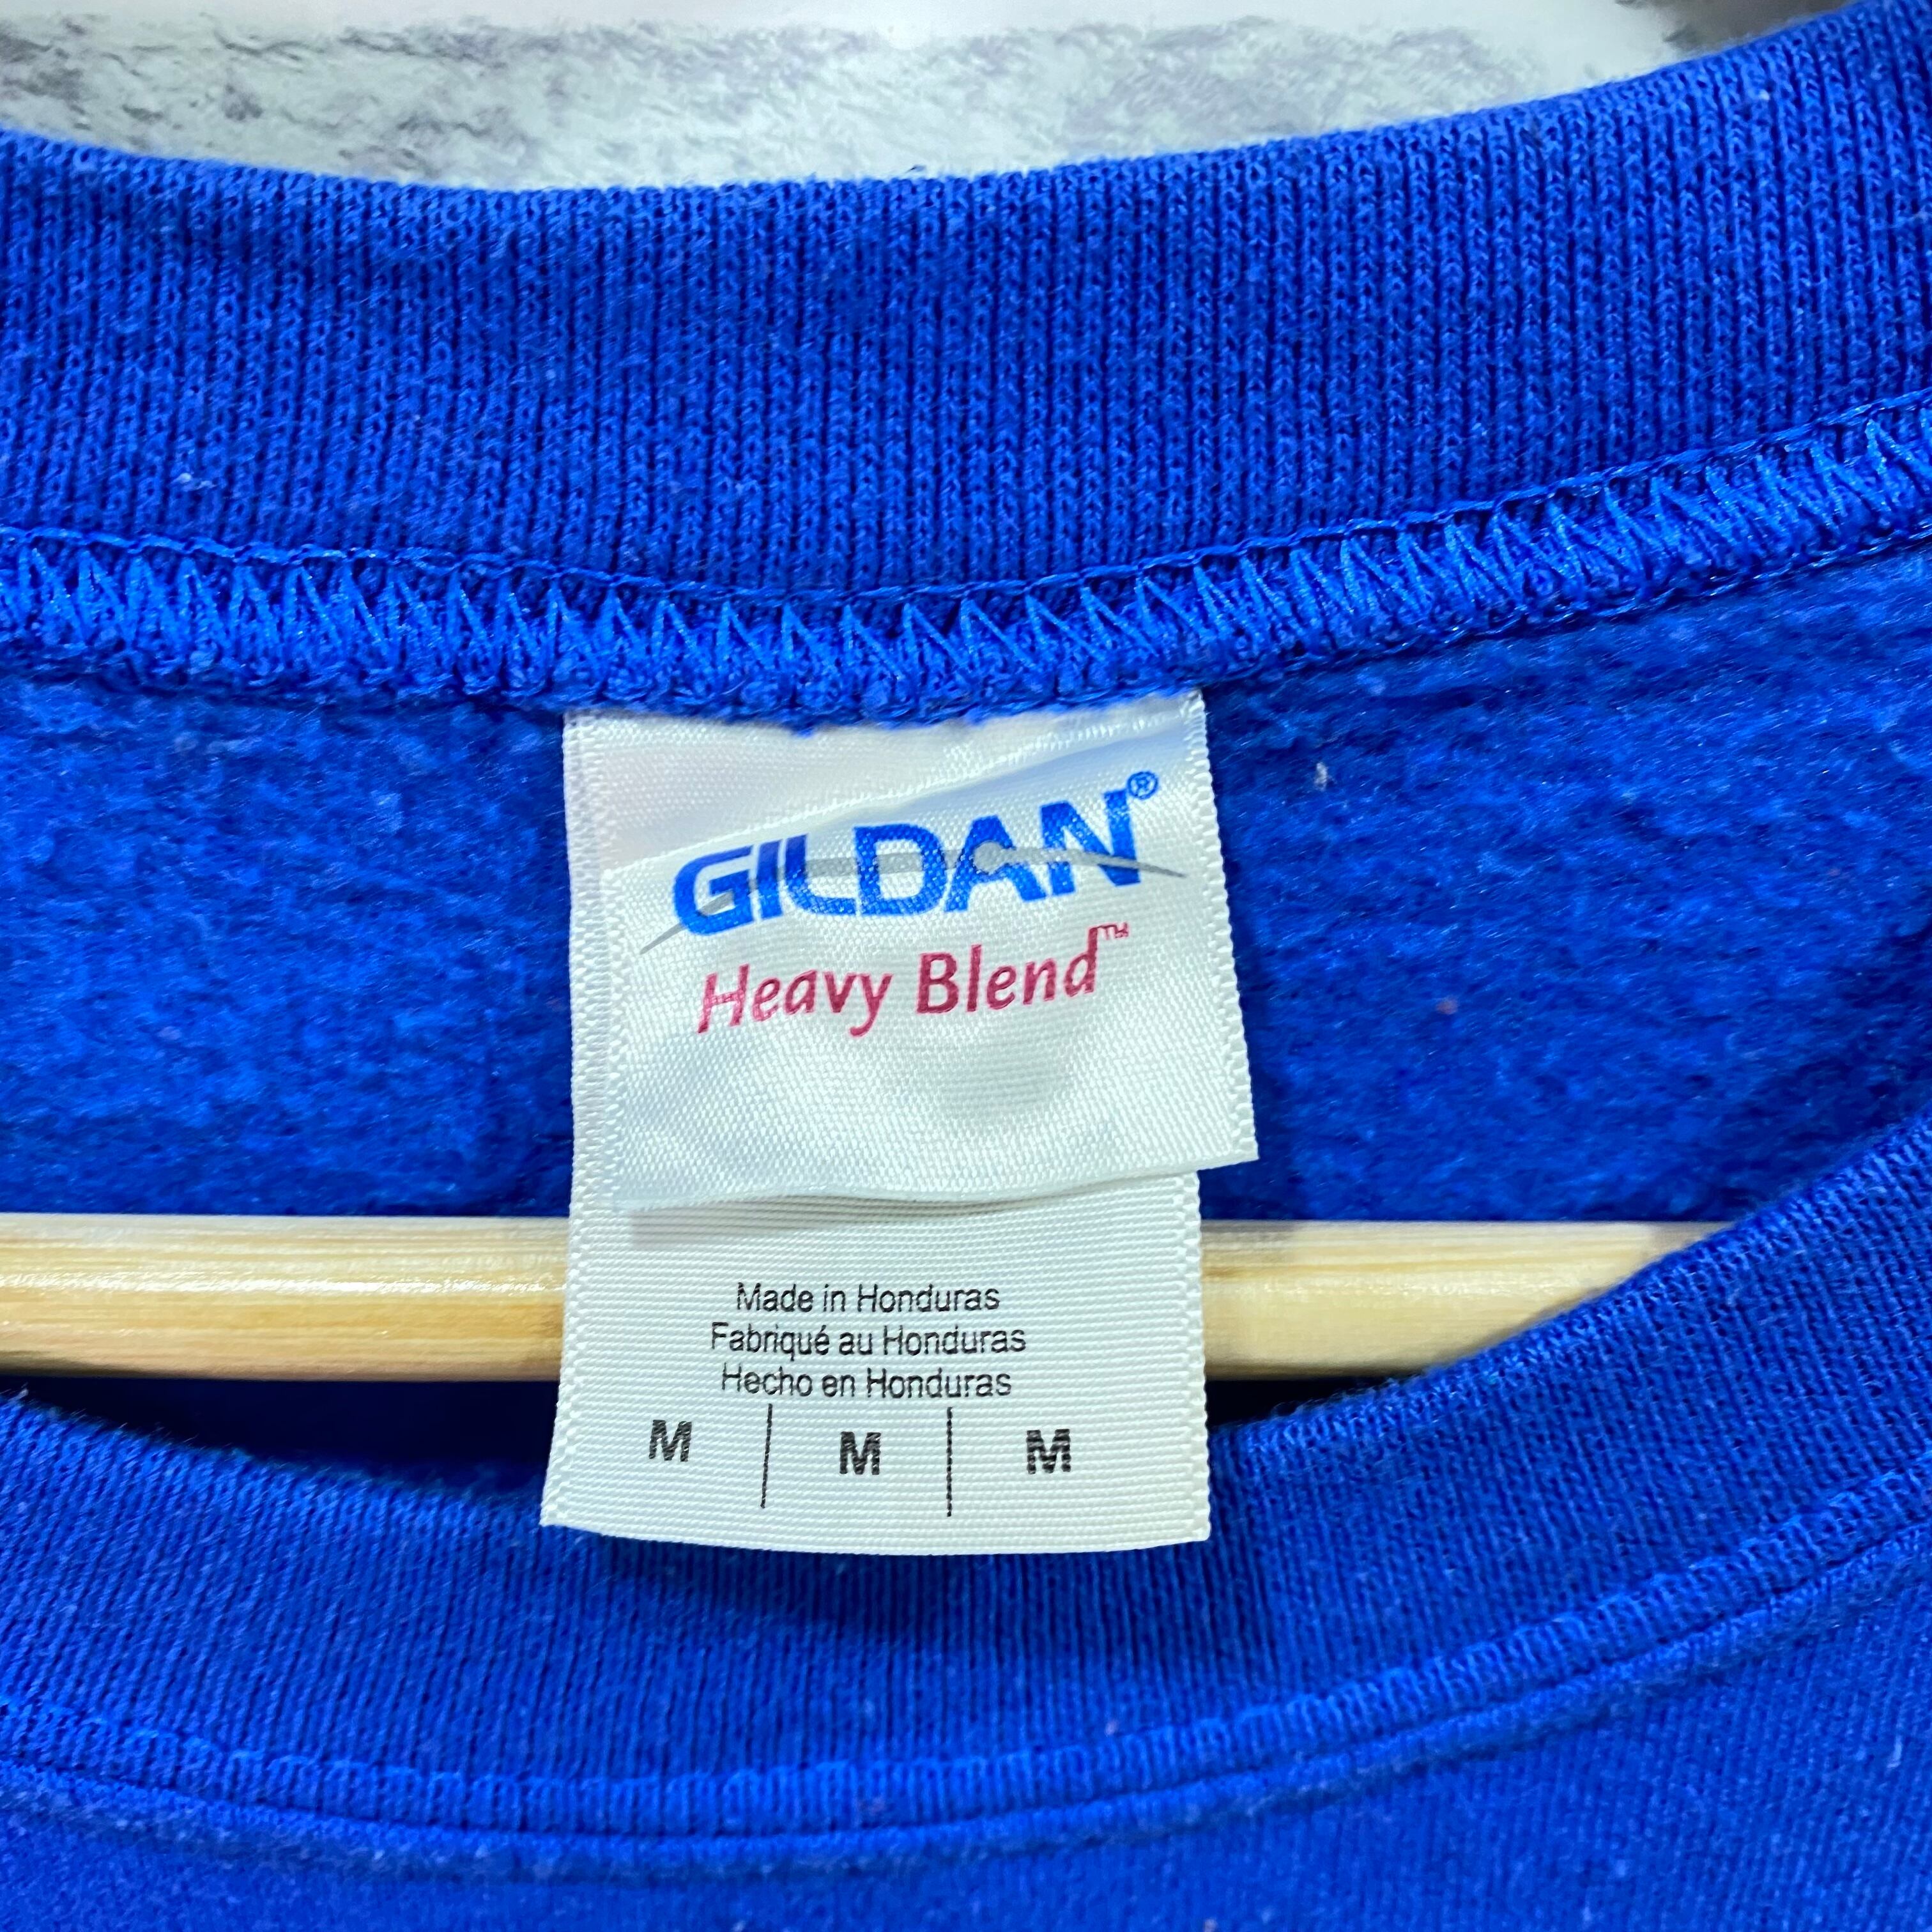 GILDAN®
Heavy Blend™
Made in Honduras
Fabriqué au Honduras
Hecho en Honduras
M | M | M